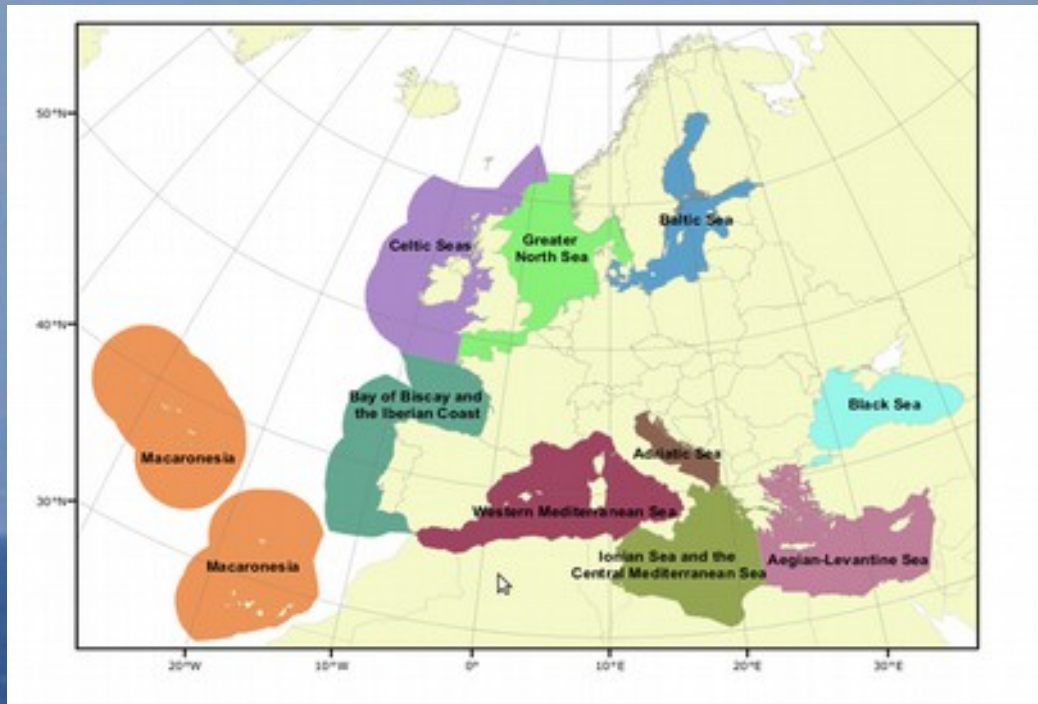 50°N
Baltic Sea
Celtic Seas
Greater
North Sea
40°N
Bay of Biscay and
the Iberian Coast
Black Sea
Macaronesia
Adriatic Sea
30°N
Western Mediterranean Sea
Ionian Sea and the
Central Mediterranean Sea
Aegian-Levantine Sea
Macaronesia
20°W
10°W
0°
10°E
20°E
30°E